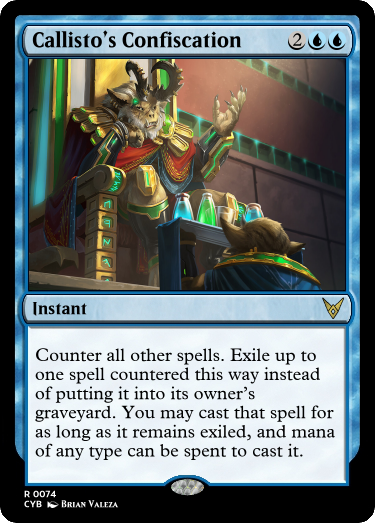 Callisto's Confiscation 2
Instant
Counter all other spells. Exile up to
one spell countered this way instead
of putting it into its owner's
graveyard. You may cast that spell for
as long as it remains exiled, and mana
of any type can be spent to cast it.
R 0074
CYB Brian Valeza